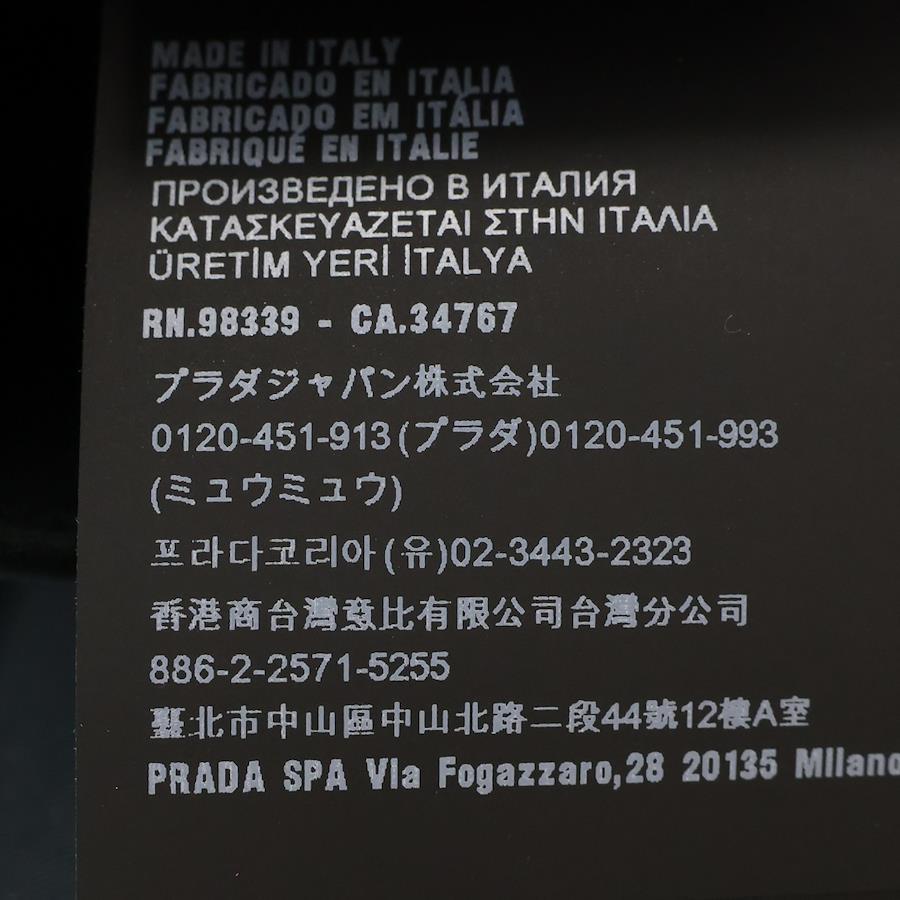 MADE IN ITALY
FABRICADO EN ITALIA
FABRICADO EM ITÁLIA
FABRIQUÉ EN ITALIE
ПРОИЗВЕДЕНО В ИТАЛИЯ
ΚΑΤΑΣΚΕΥΑΖΕΤΑΙ ΣΤΗΝ ΙΤΑΛΙΑ
ÜRETİM YERİ İTALYA
RN.98339 - CA.34767
プラダジャパン株式会社
0120-451-913(プラダ)0120-451-993
(ミュウミュウ)
프라다코리아(유)02-3443-2323
香港商台灣意比有限公司台灣分公司
886-2-2571-5255
臺北市中山區中山北路二段44號12樓A室
PRADA SPA Via Fogazzaro,28 20135 Milano